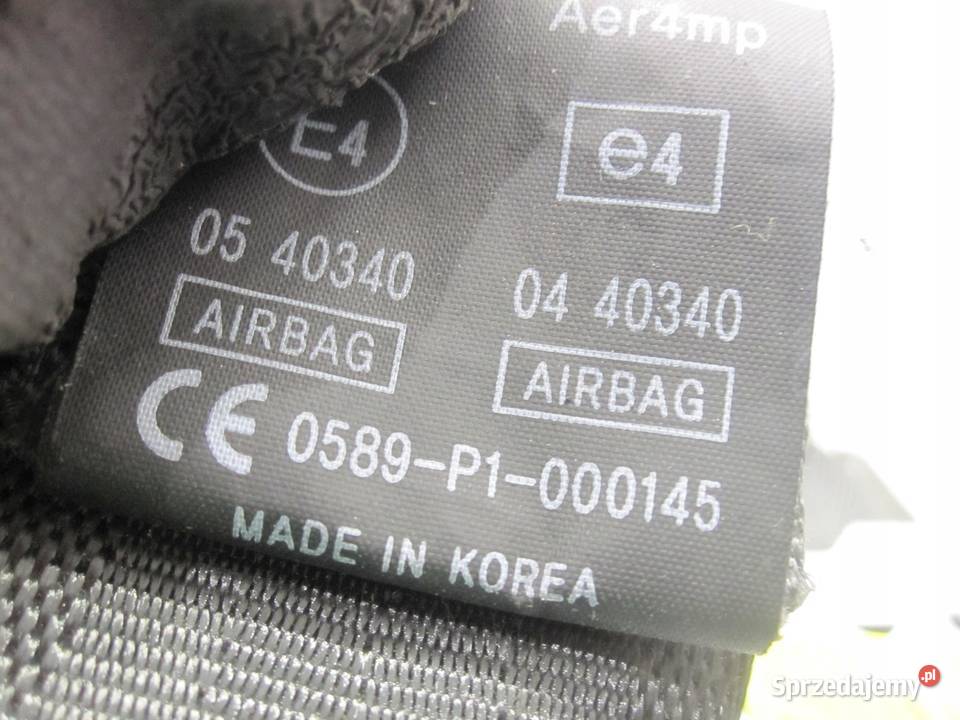 Aer4mp
E4
e4
05 40340
04 40340
AIRBAG
AIRBAG
CE 0589-P1-000145
MADE IN KOREA
Sprzedajemy.pl